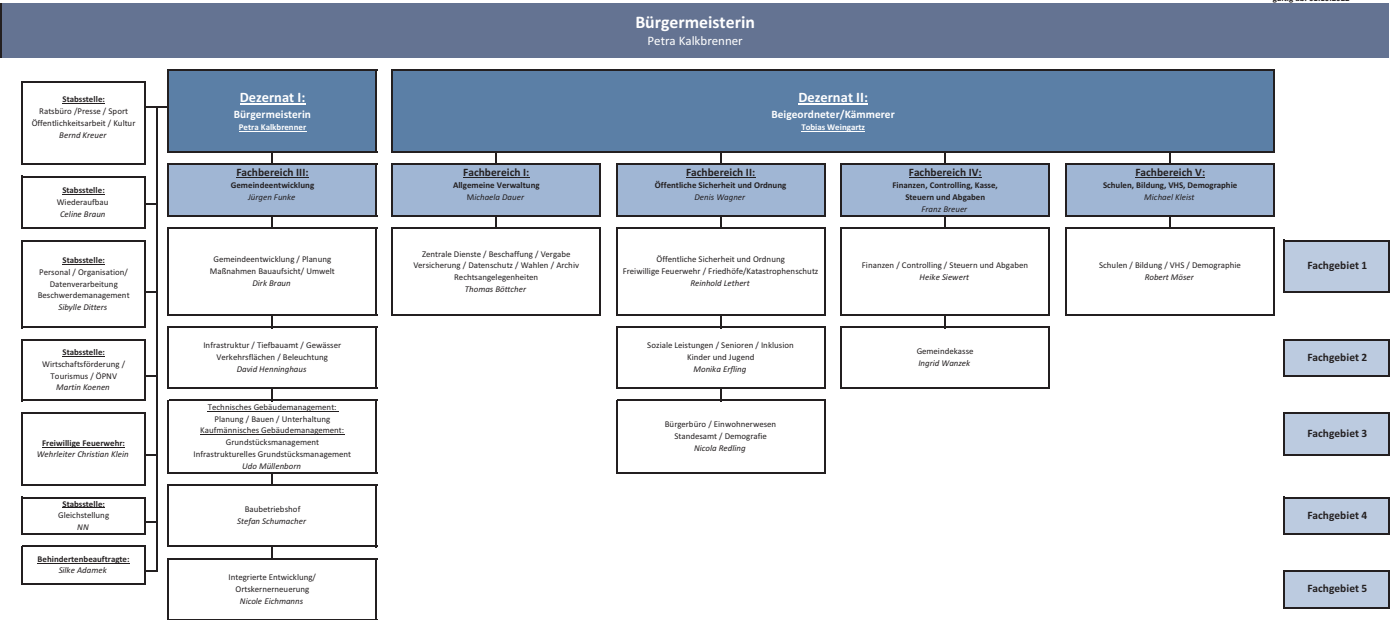 Bürgermeisterin
Petra Kalkbrenner
Stabsstelle:
Ratsbüro /Presse / Sport
Öffentlichkeitsarbeit / Kultur
Bernd Kreuer
Stabsstelle:
Wiederaufbau
Celine Braun
Stabsstelle:
Personal / Organisation/
Datenverarbeitung
Beschwerdemanagement
Sibylle Ditters
Stabsstelle:
Wirtschaftsförderung /
Tourismus / ÖPNV
Martin Koenen
Freiwillige Feuerwehr:
Wehrleiter Christian Klein
Stabsstelle:
Gleichstellung
NN
Behindertenbeauftragte:
Silke Adamek
Dezernat I:
Bürgermeisterin
Petra Kalkbrenner
Fachbereich III:
Gemeindeentwicklung
Jürgen Funke
Gemeindeentwicklung / Planung
Maßnahmen Bauaufsicht/ Umwelt
Dirk Braun
Infrastruktur / Tiefbauamt / Gewässer
Verkehrsflächen / Beleuchtung
David Henninghaus
Technisches Gebäudemanagement:
Planung / Bauen / Unterhaltung
Kaufmännisches Gebäudemanagement:
Grundstücksmanagement
Infrastrukturelles Grundstücksmanagement
Udo Müllenborn
Baubetriebshof
Stefan Schumacher
Integrierte Entwicklung/
Ortskernerneuerung
Nicole Eichmanns
Dezernat II:
Beigeordneter/Kämmerer
Tobias Weingartz
Fachbereich I:
Allgemeine Verwaltung
Michaela Dauer
Zentrale Dienste / Beschaffung / Vergabe
Versicherung / Datenschutz / Wahlen / Archiv
Rechtsangelegenheiten
Thomas Böttcher
Fachbereich II:
Öffentliche Sicherheit und Ordnung
Denis Wagner
Öffentliche Sicherheit und Ordnung
Freiwillige Feuerwehr / Friedhöfe/Katastrophenschutz
Reinhold Lethert
Soziale Leistungen / Senioren / Inklusion
Kinder und Jugend
Monika Erfling
Bürgerbüro / Einwohnerwesen
Standesamt / Demografie
Nicola Redling
Fachbereich IV:
Finanzen, Controlling, Kasse,
Steuern und Abgaben
Franz Breuer
Finanzen / Controlling / Steuern und Abgaben
Heike Siewert
Gemeindekasse
Ingrid Wanzek
Fachbereich V:
Schulen, Bildung, VHS, Demographie
Michael Kleist
Schulen / Bildung / VHS / Demographie
Robert Möser
Fachgebiet 1
Fachgebiet 2
Fachgebiet 3
Fachgebiet 4
Fachgebiet 5